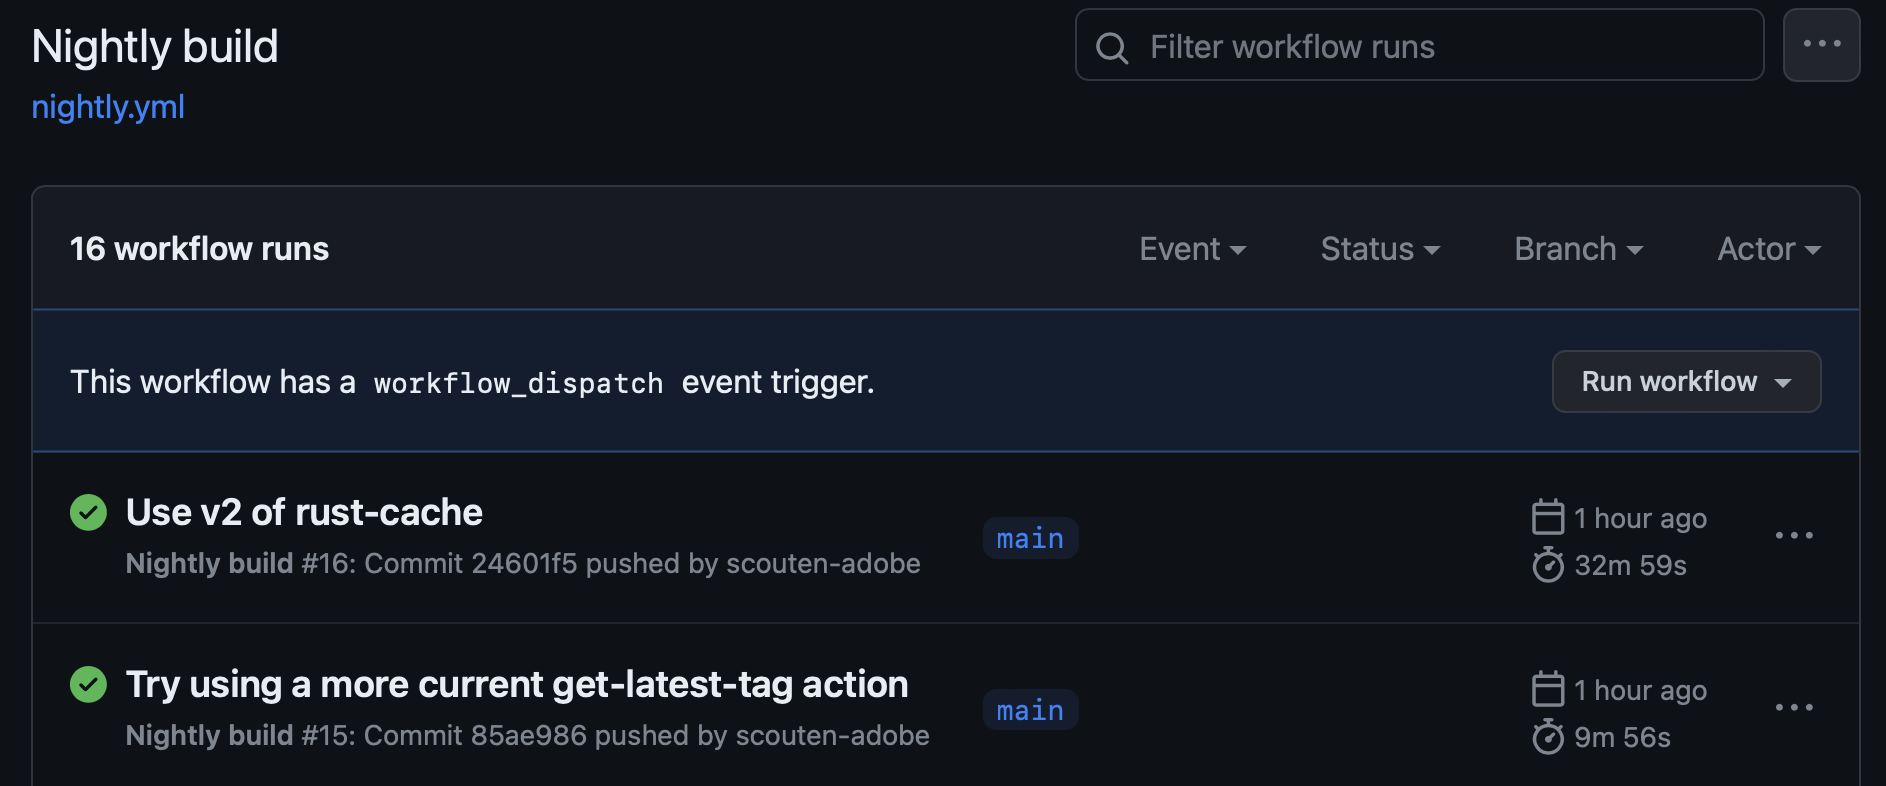 Nightly build
Filter workflow runs
nightly.yml
16 workflow runs
Event
Status
Branch
Actor
This workflow has a workflow_dispatch event trigger.
Run workflow
Use v2 of rust-cache
Nightly build #16: Commit 24601f5 pushed by scouten-adobe
main
1 hour ago
32m 59s
Try using a more current get-latest-tag action
Nightly build #15: Commit 85ae986 pushed by scouten-adobe
main
1 hour ago
9m 56s